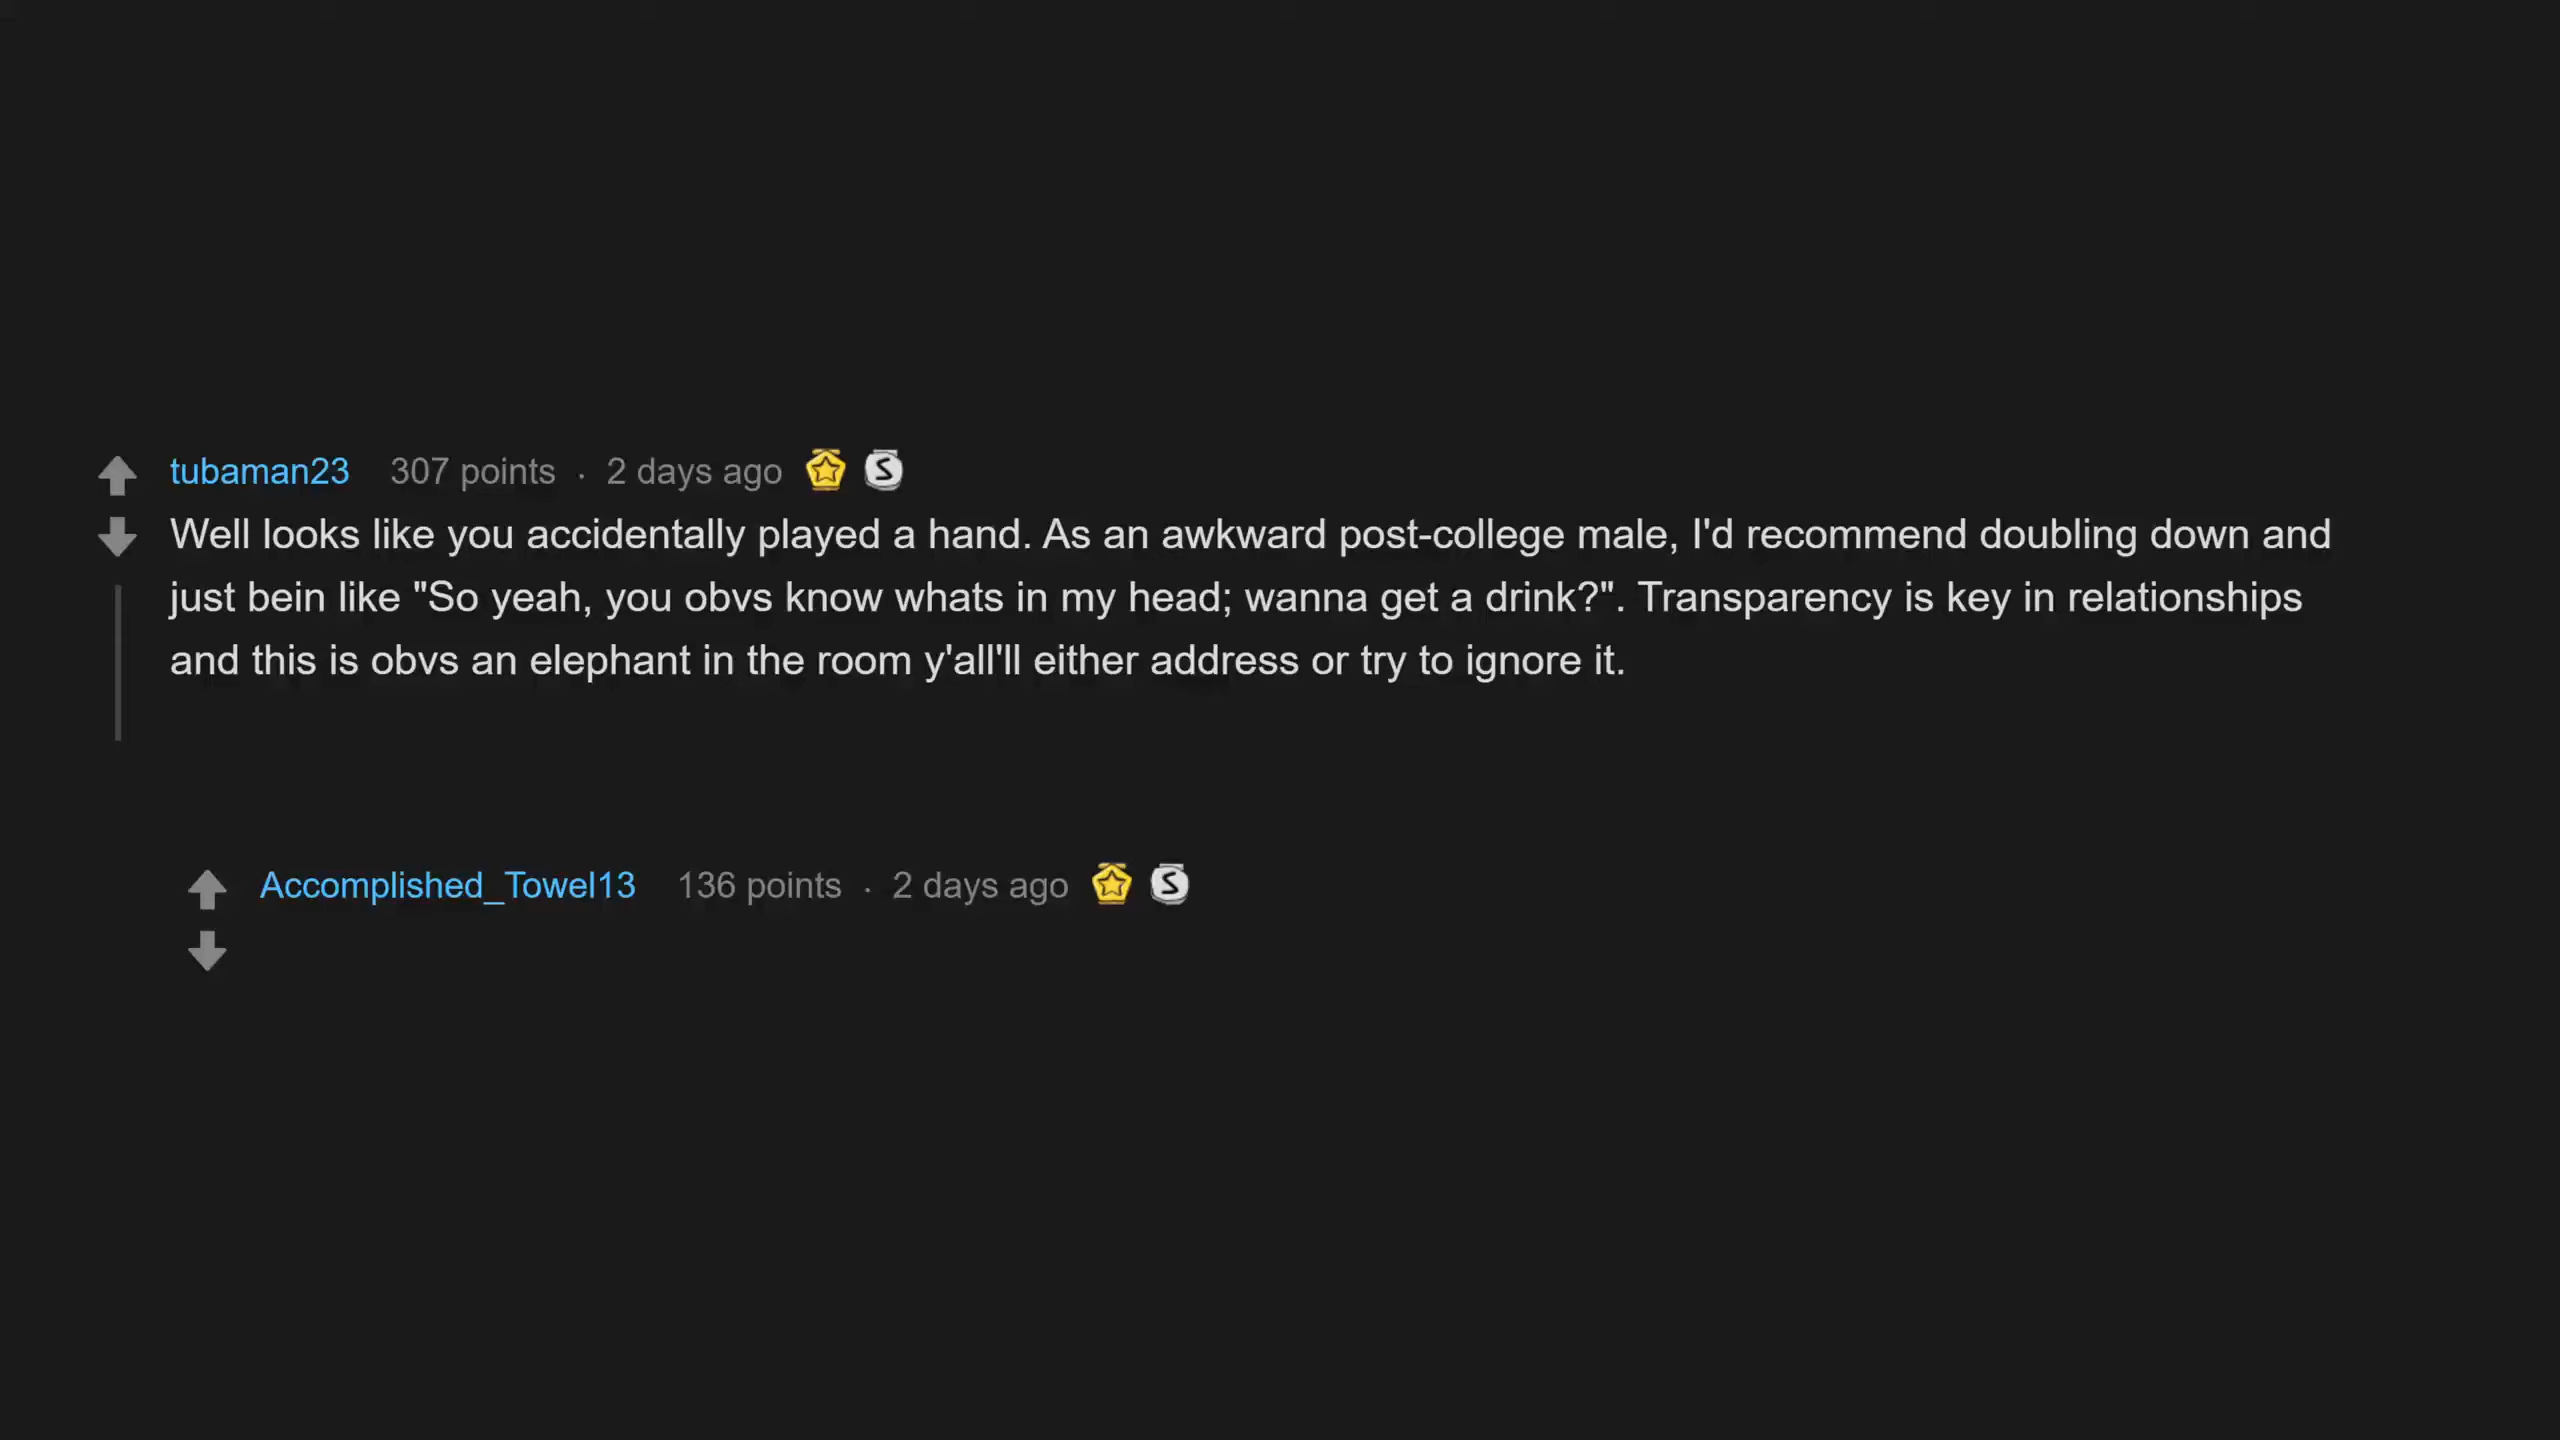 tubaman23 307 points · 2 days ago
Well looks like you accidentally played a hand. As an awkward post-college male, I'd recommend doubling down and
just bein like "So yeah, you obvs know whats in my head; wanna get a drink?". Transparency is key in relationships
and this is obvs an elephant in the room y'all'll either address or try to ignore it.
Accomplished_Towel13 136 points · 2 days ago